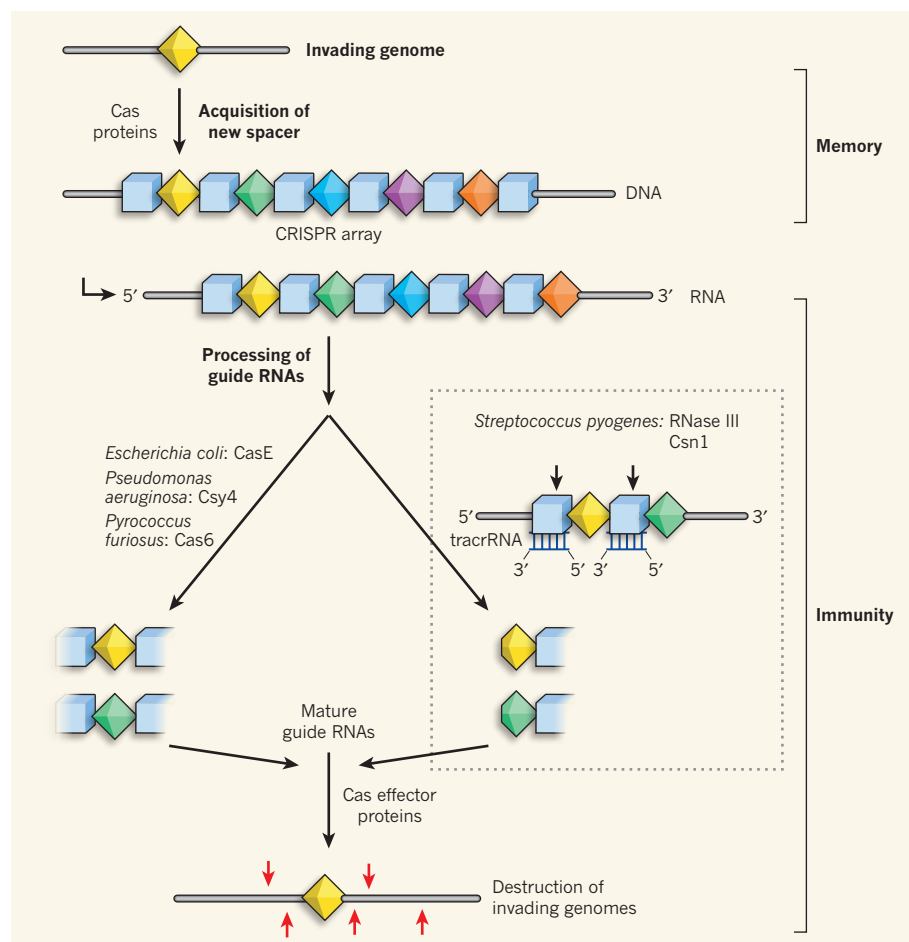 Invading genome
Cas
proteins
Acquisition of
new spacer
Memory
DNA
CRISPR array
5′
3′
RNA
Processing of
guide RNAs
Streptococcus pyogenes: RNase III
Csn1
Escherichia coli: CasE
Pseudomonas
aeruginosa: Csy4
Pyrococcus
furiosus: Cas6
5′
3′
tracrRNA
3′ 5′ 3′ 5′
Immunity
Mature
guide RNAs
Cas effector
proteins
Destruction of
invading genomes